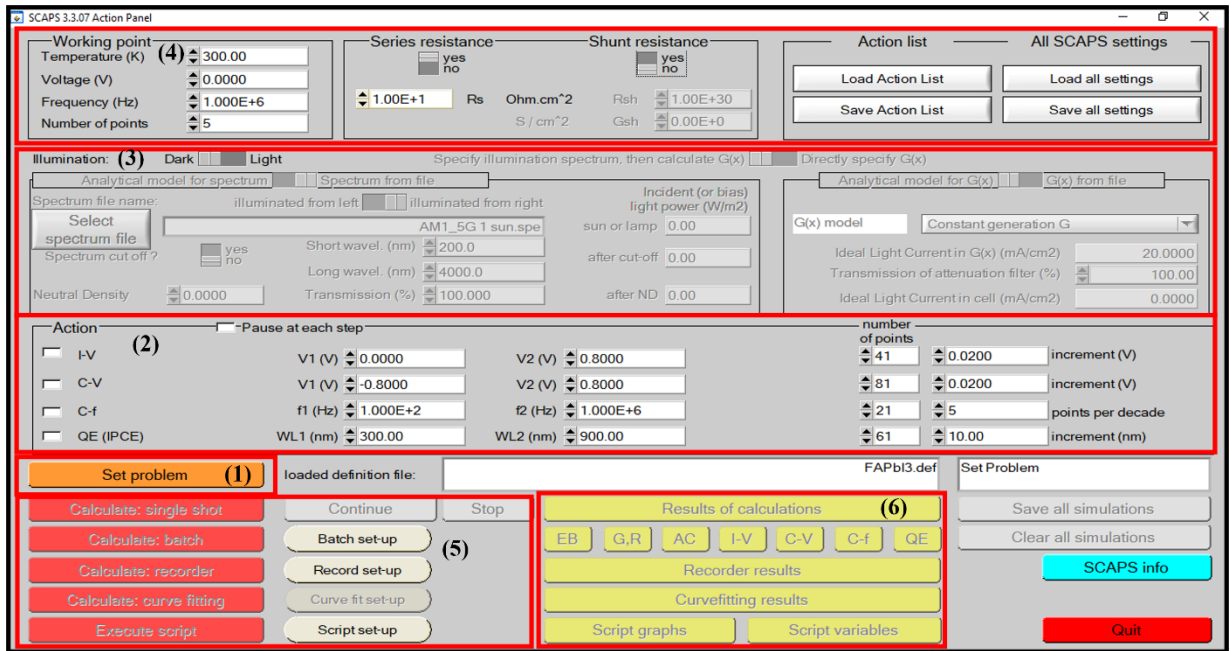 SCAPS 3.3.07 Action Panel
Working point
Series resistance
Shunt resistance
Action list
All SCAPS settings
Temperature (K) (4) 300.00
yes
no
yes
no
Voltage (V) 0.0000
Load Action List
Load all settings
Frequency (Hz) 1.000E+6
1.00E+1 Rs Ohm.cm^2 Rsh 1.00E+30
Save Action List
Save all settings
Number of points 5
S / cm^2 Gsh 0.00E+0
Illumination: (3) Dark Light
Specify illumination spectrum, then calculate G(x) Directly specify G(x)
Analytical model for spectrum Spectrum from file
Analytical model for G(x) G(x) from file
Spectrum file name: illuminated from left illuminated from right
Incident (or bias)
light power (W/m2)
Select
spectrum file
AM1_5G 1 sun.spe
sun or lamp 0.00
G(x) model Constant generation G
Spectrum cut off ? yes
no
Short wavel. (nm) 200.0
Ideal Light Current in G(x) (mA/cm2) 20.0000
Long wavel. (nm) 4000.0
after cut-off 0.00
Transmission of attenuation filter (%) 100.00
Neutral Density 0.0000 Transmission (%) 100.000 after ND 0.00
Ideal Light Current in cell (mA/cm2) 0.0000
Action (2) Pause at each step
number
of points
I-V V1 (V) 0.0000 V2 (V) 0.8000 41 0.0200 increment (V)
C-V V1 (V) -0.8000 V2 (V) 0.8000 81 0.0200 increment (V)
C-f f1 (Hz) 1.000E+2 f2 (Hz) 1.000E+6 21 5 points per decade
QE (IPCE) WL1 (nm) 300.00 WL2 (nm) 900.00 61 10.00 increment (nm)
Set problem (1) loaded definition file: FAPbI3.def Set Problem
Calculate: single shot Continue Stop Results of calculations (6) Save all simulations
Calculate: batch Batch set-up (5) EB G,R AC I-V C-V C-f QE Clear all simulations
Calculate: recorder Record set-up Recorder results SCAPS info
Calculate: curve fitting Curve fit set-up Curvefitting results
Execute script Script set-up Script graphs Script variables Quit